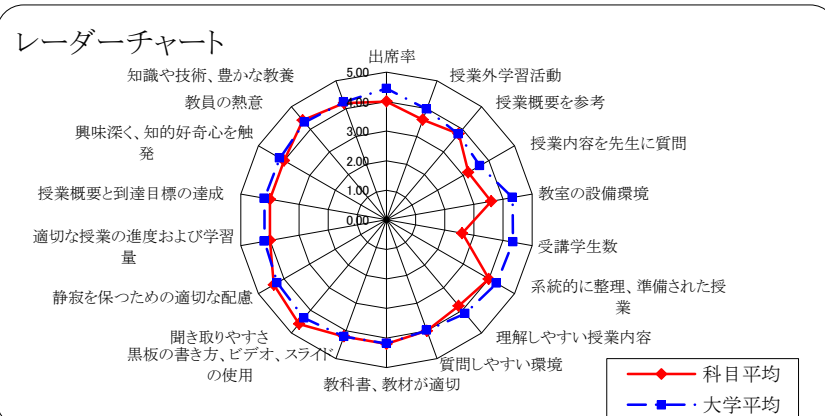 レーダーチャート
出席率
授業外学習活動
授業概要を参考
授業内容を先生に質問
教室の設備環境
受講学生数
系統的に整理、準備された授
業
理解しやすい授業内容
質問しやすい環境
教科書、教材が適切
黒板の書き方、ビデオ、スライド
の使用
聞き取りやすさ
静寂を保つための適切な配慮
適切な授業の進度および学習
量
授業概要と到達目標の達成
興味深く、知的好奇心を触
発
教員の熱意
知識や技術、豊かな教養
5.00
4.00
3.00
2.00
1.00
0.00
科目平均
大学平均